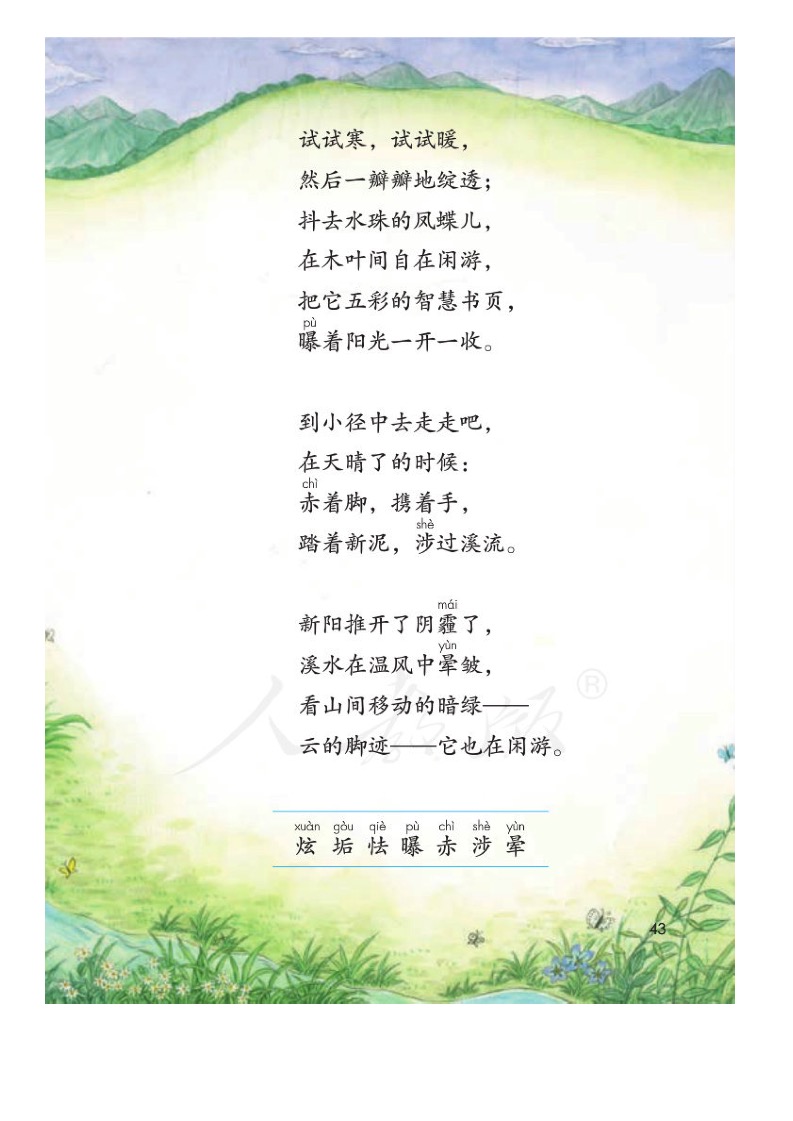 试试寒，试试暖，
然后一瓣瓣地绽透；
抖去水珠的凤蝶儿，
在木叶间自在闲游，
把它五彩的智慧书页，
pù
曝着阳光一开一收。
到小径中去走走吧，
在天晴了的时候：
chì
赤着脚，携着手，
shè
踏着新泥，涉过溪流。
mái
新阳推开了阴霾了，
yùn
溪水在温风中晕皱，
看山间移动的暗绿——
云的脚迹——它也在闲游。
人教版®
xuàn gòu qiè pù chì shè yùn
炫 垢 怯 曝 赤 涉 晕
43